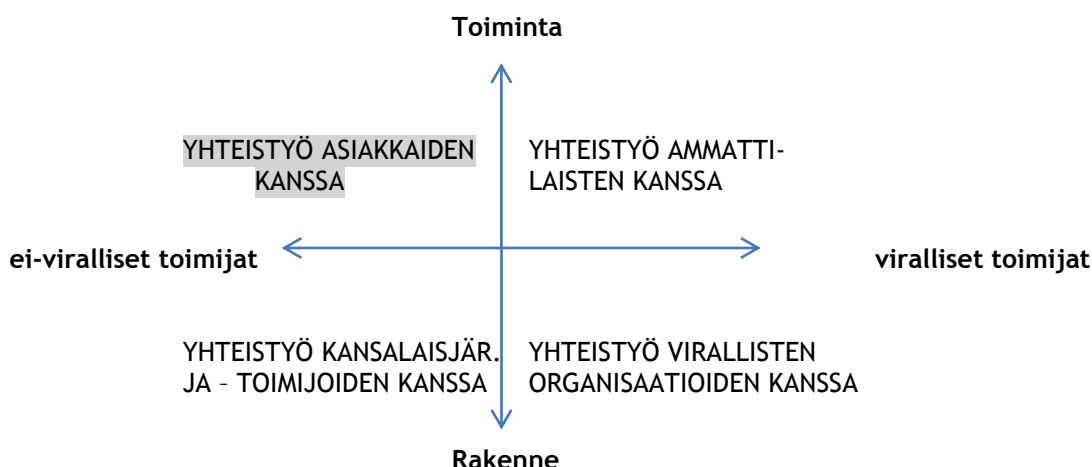 Toiminta
YHTEISTYÖ ASIAKKAIDEN
KANSSA
YHTEISTYÖ AMMATTI-
LAISTEN KANSSA
ei-viralliset toimijat
viralliset toimijat
YHTEISTYÖ KANSALAISJÄR.
JA – TOIMIJOIDEN KANSSA
YHTEISTYÖ VIRALLISTEN
ORGANISAATIOIDEN KANSSA
Rakenne